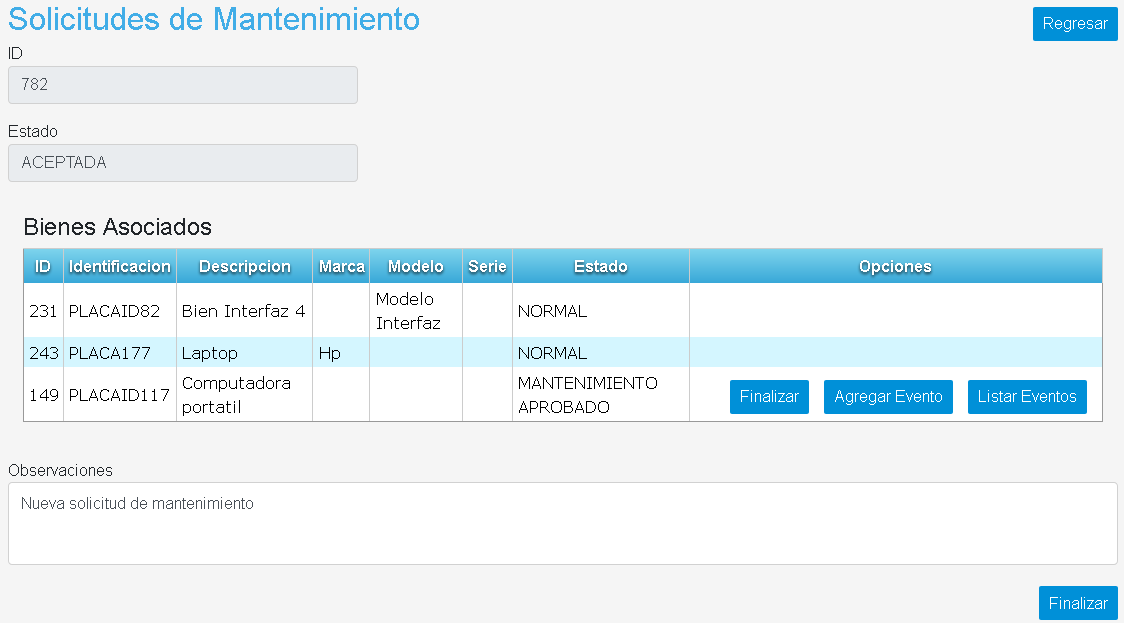 Solicitudes de Mantenimiento
Regresar
ID
782
Estado
ACEPTADA
Bienes Asociados
ID Identificacion Descripcion Marca Modelo Serie Estado Opciones
231 PLACAID82 Bien Interfaz 4 Modelo Interfaz NORMAL
243 PLACA177 Laptop Hp NORMAL
149 PLACAID117 Computadora portatil MANTENIMIENTO APROBADO Finalizar Agregar Evento Listar Eventos
Observaciones
Nueva solicitud de mantenimiento
Finalizar